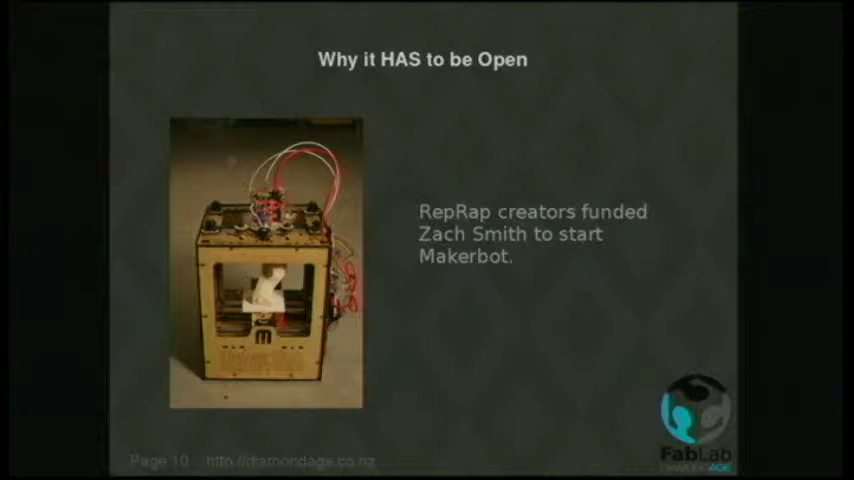 Why it HAS to be Open
RepRap creators funded
Zach Smith to start
Makerbot.
FabLab
Page 10 http://diamondage.co.nz